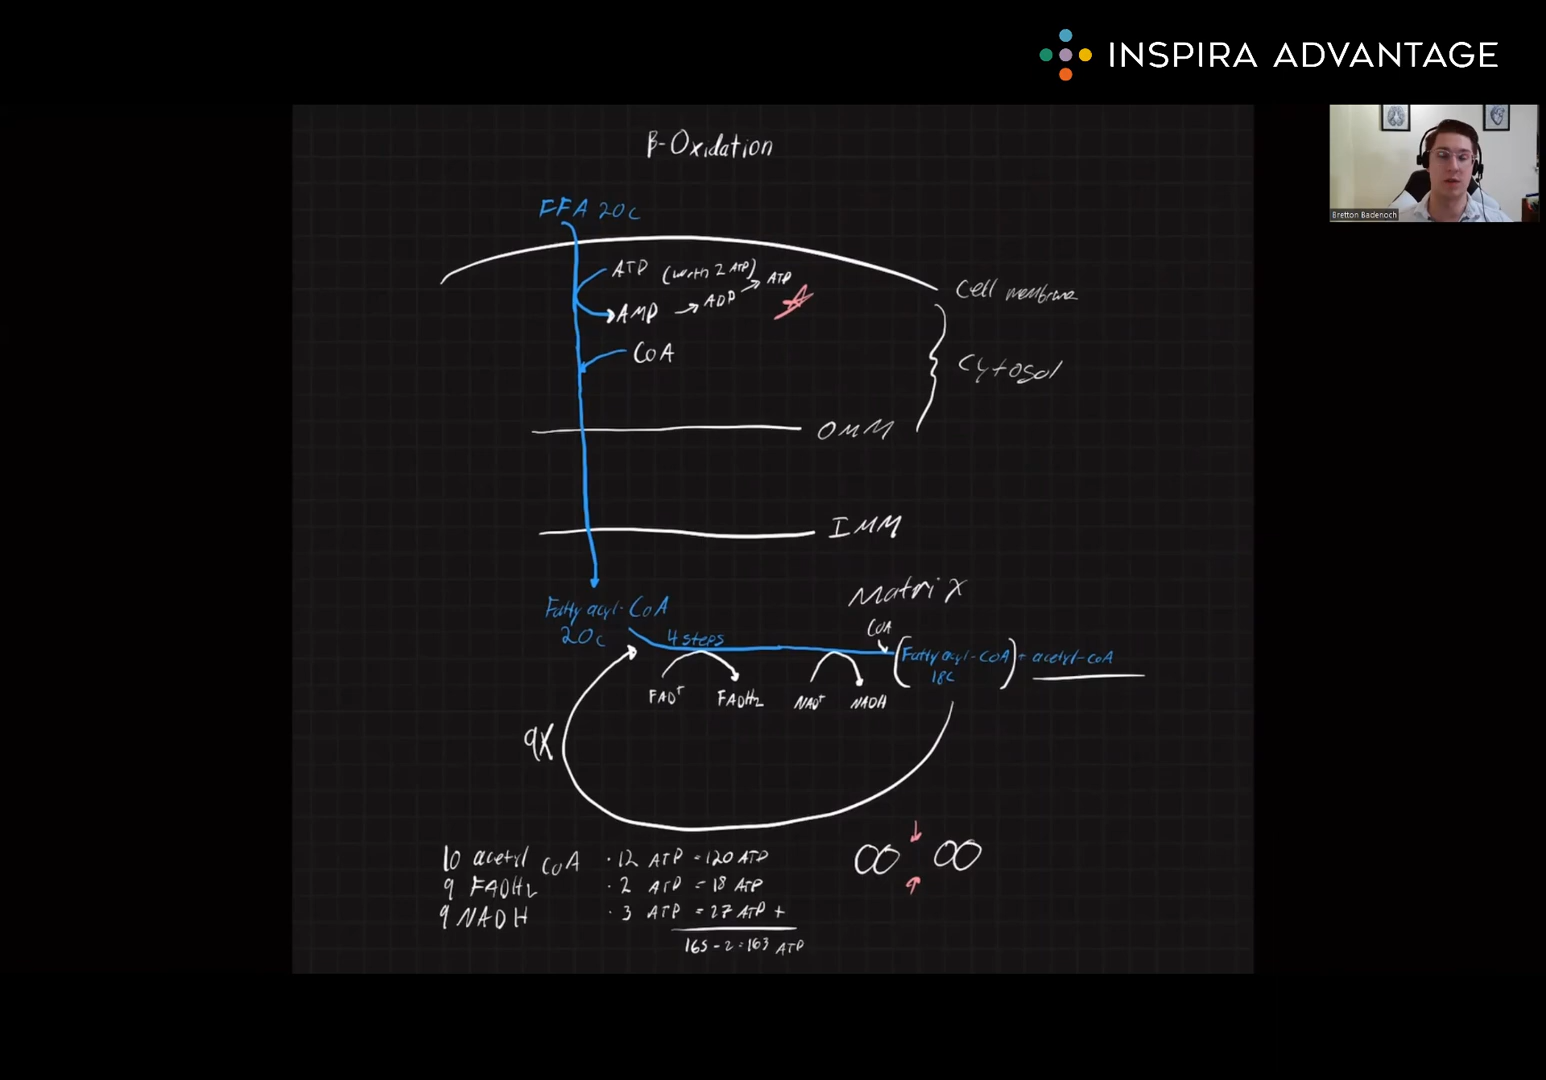 INSPIRA ADVANTAGE
Bretton Badenoch
β-Oxidation
FFA 20c
ATP (worth 2 ATP)
AMP → ADP → ATP
CoA
Cell membrane
Cytosol
OMM
IMM
Matrix
Fatty acyl-CoA
20c
4 steps
CoA
(Fatty acyl-CoA) + acetyl-CoA
18c
FAD⁺ FADH₂ NAD⁺ NADH
9X
10 acetyl CoA · 12 ATP = 120 ATP
9 FADH₂ · 2 ATP = 18 ATP
9 NADH · 3 ATP = 27 ATP +
165 - 2 = 163 ATP